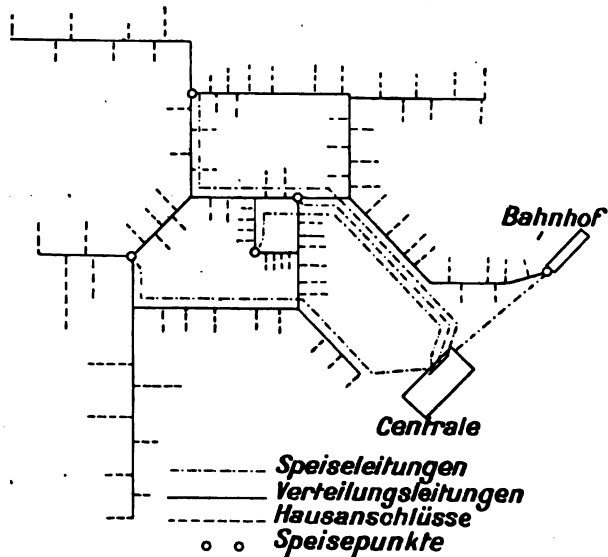 Bahnhof
Centrale
Speiseleitungen
Verteilungsleitungen
Hausanschlüsse
Speisepunkte